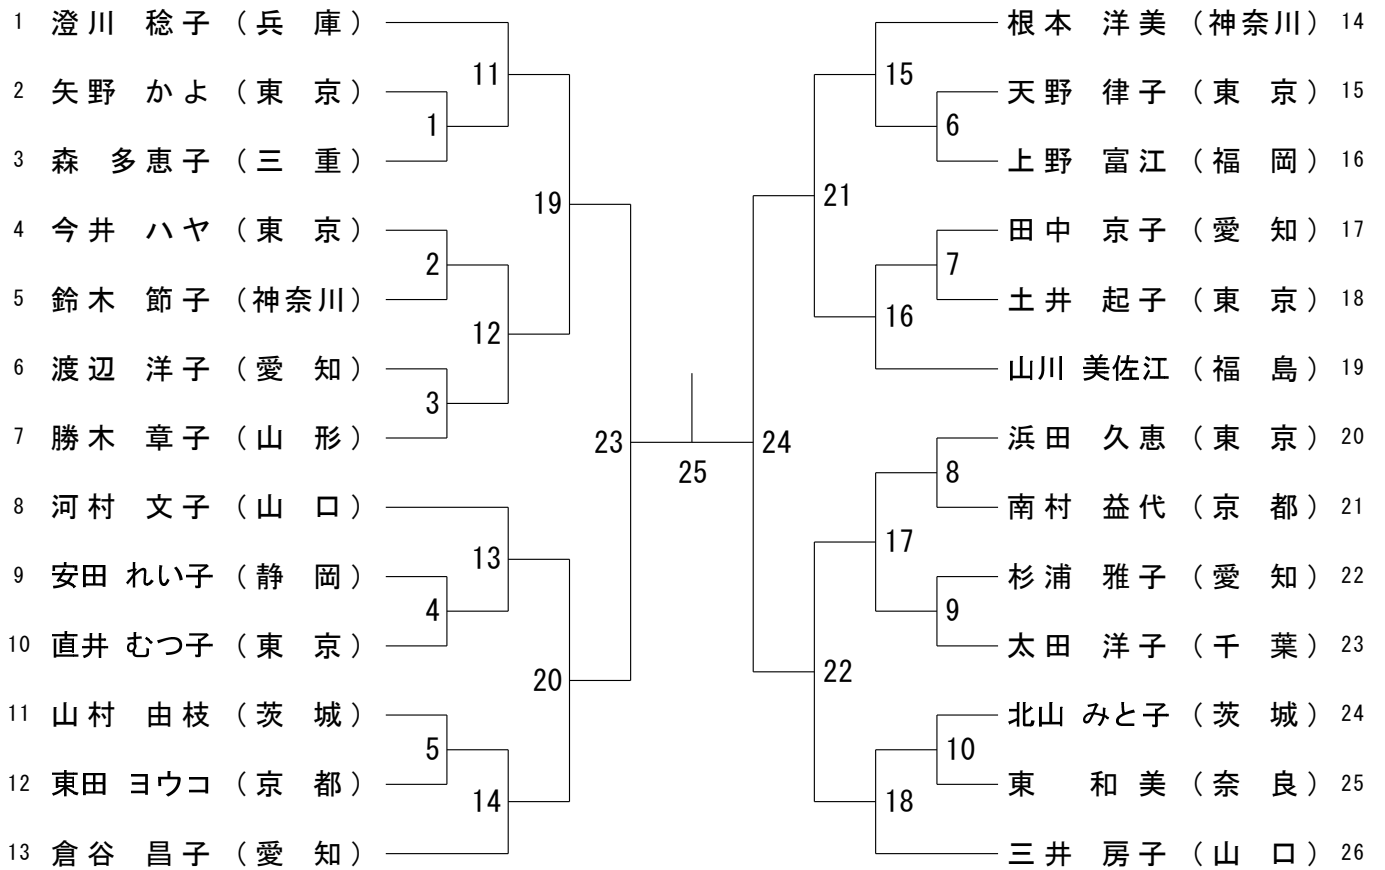 1 澄川 稔子 (兵 庫)
2 矢野 かよ (東 京)
3 森 多恵子 (三 重)
4 今井 ハヤ (東 京)
5 鈴木 節子 (神奈川)
6 渡辺 洋子 (愛 知)
7 勝木 章子 (山 形)
8 河村 文子 (山 口)
9 安田 れい子 (静 岡)
10 直井 むつ子 (東 京)
11 山村 由枝 (茨 城)
12 東田 ヨウコ (京 都)
13 倉谷 昌子 (愛 知)
11
1
19
2
12
3
23
13
4
20
5
14
25
根本 洋美 (神奈川) 14
天野 律子 (東 京) 15
上野 富江 (福 岡) 16
田中 京子 (愛 知) 17
土井 起子 (東 京) 18
山川 美佐江 (福 島) 19
浜田 久恵 (東 京) 20
南村 益代 (京 都) 21
杉浦 雅子 (愛 知) 22
太田 洋子 (千 葉) 23
北山 みと子 (茨 城) 24
東 和美 (奈 良) 25
三井 房子 (山 口) 26
15
6
21
7
16
24
8
17
9
22
10
18